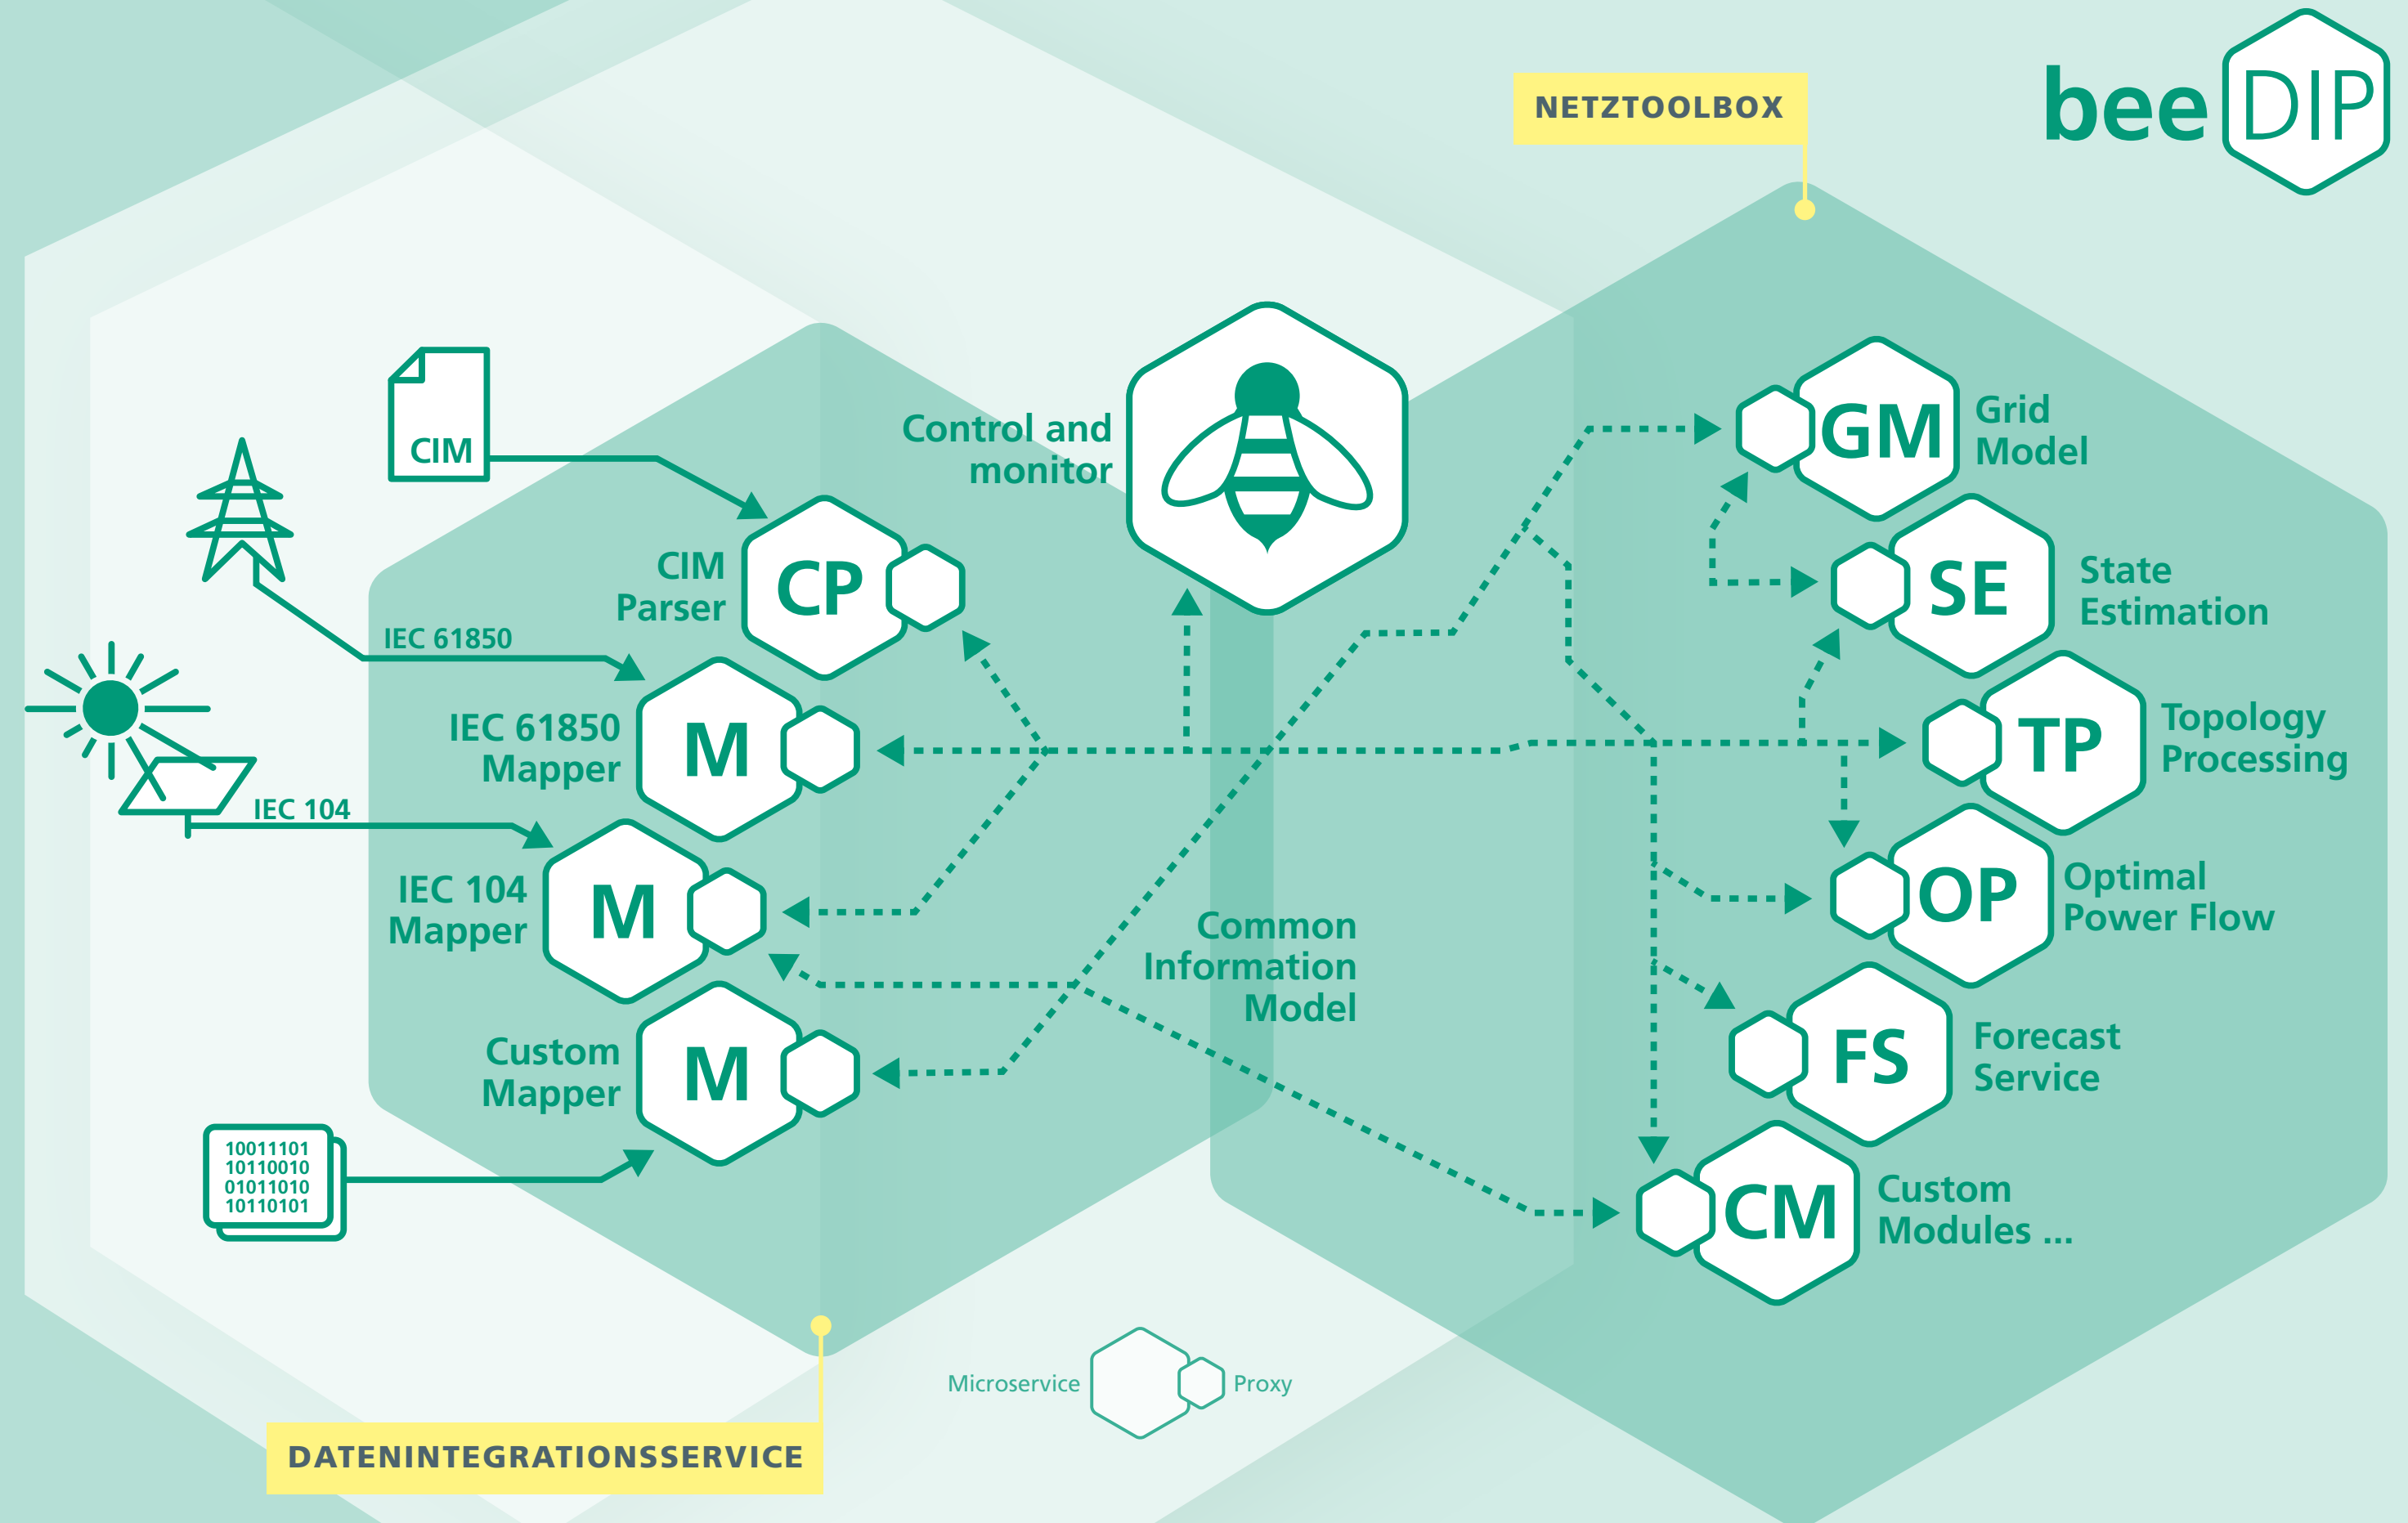 bee DIP
NETZTOOLBOX
CIM
Control and
monitor
GM
Grid
Model
CIM
Parser
CP
SE
State
Estimation
IEC 61850
IEC 61850
Mapper
M
TP
Topology
Processing
IEC 104
IEC 104
Mapper
M
Common
Information
Model
OP
Optimal
Power Flow
Custom
Mapper
M
FS
Forecast
Service
10011101
10110010
01011010
10110101
CM
Custom
Modules ...
Microservice
Proxy
DATENINTEGRATIONSSERVICE